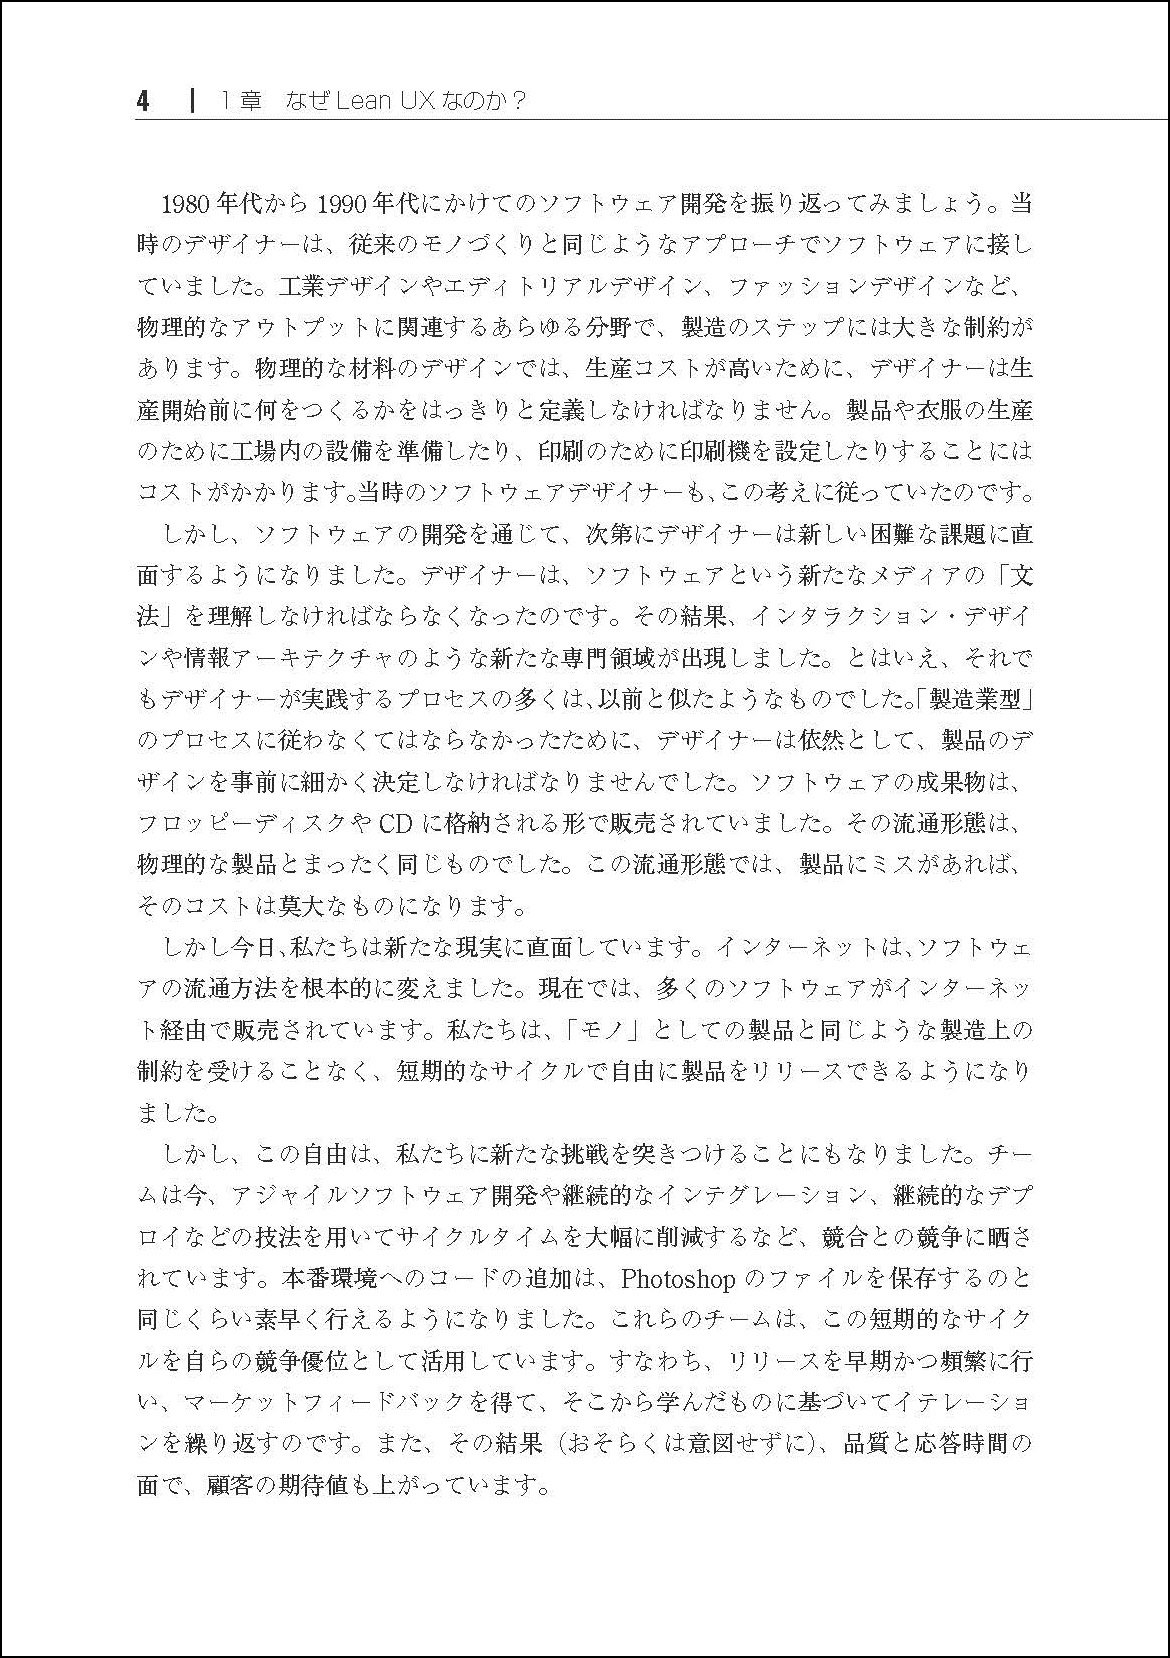 4 | 1章 なぜLean UXなのか？
1980年代から1990年代にかけてのソフトウェア開発を振り返ってみましょう。当
時のデザイナーは、従来のモノづくりと同じようなアプローチでソフトウェアに接し
ていました。工業デザインやエディトリアルデザイン、ファッションデザインなど、
物理的なアウトプットに関連するあらゆる分野で、製造のステップには大きな制約が
あります。物理的な材料のデザインでは、生産コストが高いために、デザイナーは生
産開始前に何をつくるかをはっきりと定義しなければなりません。製品や衣服の生産
のために工場内の設備を準備したり、印刷のために印刷機を設定したりすることには
コストがかかります。当時のソフトウェアデザイナーも、この考えに従っていたのです。
しかし、ソフトウェアの開発を通じて、次第にデザイナーは新しい困難な課題に直
面するようになりました。デザイナーは、ソフトウェアという新たなメディアの「文
法」を理解しなければならなくなったのです。その結果、インタラクション・デザイ
ンや情報アーキテクチャのような新たな専門領域が出現しました。とはいえ、それで
もデザイナーが実践するプロセスの多くは、以前と似たようなものでした。「製造業型」
のプロセスに従わなくてはならなかったために、デザイナーは依然として、製品のデ
ザインを事前に細かく決定しなければなりませんでした。ソフトウェアの成果物は、
フロッピーディスクやCDに格納される形で販売されていました。その流通形態は、
物理的な製品とまったく同じものでした。この流通形態では、製品にミスがあれば、
そのコストは莫大なものになります。
しかし今日、私たちは新たな現実に直面しています。インターネットは、ソフトウェ
アの流通方法を根本的に変えました。現在では、多くのソフトウェアがインターネッ
ト経由で販売されています。私たちは、「モノ」としての製品と同じような製造上の
制約を受けることなく、短期的なサイクルで自由に製品をリリースできるようになり
ました。
しかし、この自由は、私たちに新たな挑戦を突きつけることにもなりました。チー
ムは今、アジャイルソフトウェア開発や継続的なインテグレーション、継続的なデプ
ロイなどの技法を用いてサイクルタイムを大幅に削減するなど、競合との競争に晒さ
れています。本番環境へのコードの追加は、Photoshopのファイルを保存するのと
同じくらい素早く行えるようになりました。これらのチームは、この短期的なサイク
ルを自らの競争優位として活用しています。すなわち、リリースを早期かつ頻繁に行
い、マーケットフィードバックを得て、そこから学んだものに基づいてイテレーショ
ンを繰り返すのです。また、その結果（おそらくは意図せずに）、品質と応答時間の
面で、顧客の期待値も上がっています。